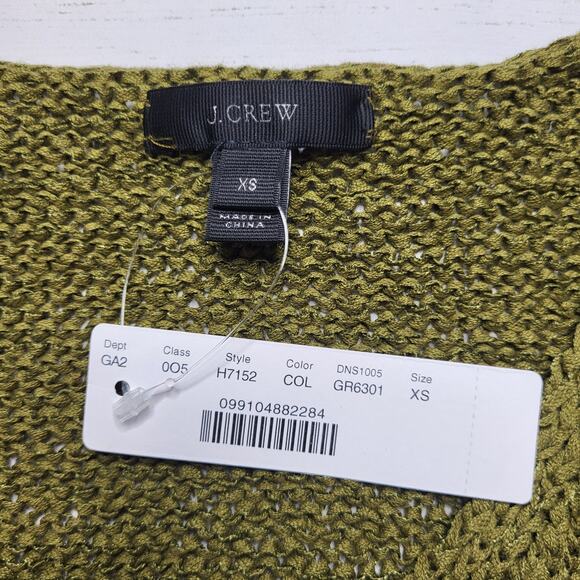 J.CREW
XS
MADE IN
CHINA
Dept Class Style Color DNS1005 Size
GA2 0O5 H7152 COL GR6301 XS
099104882284